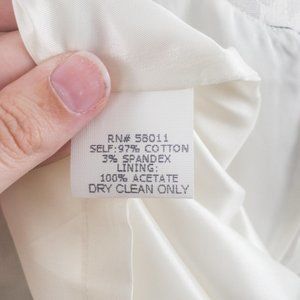 RN# 58011
SELF: 97% COTTON
3% SPANDEX
LINING:
100% ACETATE
DRY CLEAN ONLY